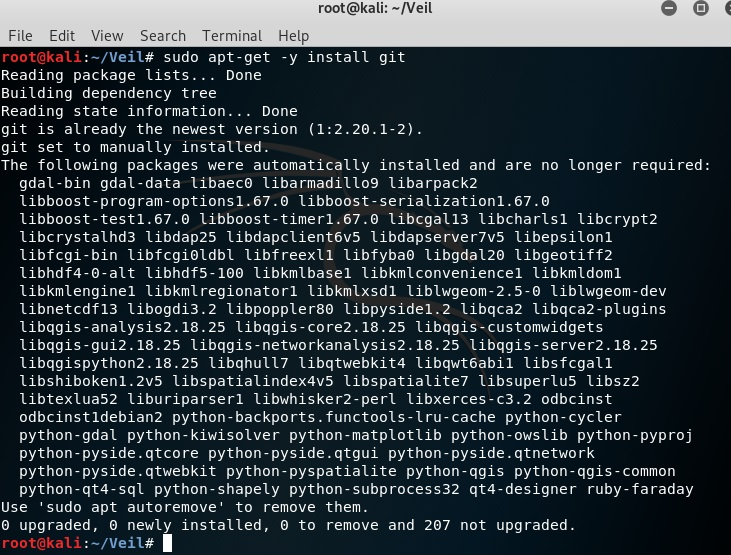 root@kali: ~/Veil
File Edit View Search Terminal Help
root@kali:~/Veil# sudo apt-get -y install git
Reading package lists... Done
Building dependency tree
Reading state information... Done
git is already the newest version (1:2.20.1-2).
git set to manually installed.
The following packages were automatically installed and are no longer required:
gdal-bin gdal-data libaec0 libarmadillo9 libarpack2
libboost-program-options1.67.0 libboost-serialization1.67.0
libboost-test1.67.0 libboost-timer1.67.0 libcgal13 libcharls1 libcrypt2
libcrystalhd3 libdap25 libdapclient6v5 libdapserver7v5 libepsilon1
libfcgi-bin libfcgi0ldbl libfreexl1 libfyba0 libgdal20 libgeotiff2
libhdf4-0-alt libhdf5-100 libkmlbase1 libkmlconvenience1 libkmldom1
libkmlengine1 libkmlregionator1 libkmlxsd1 liblwgeom-2.5-0 liblwgeom-dev
libnetcdf13 libogdi3.2 libpoppler80 libpyside1.2 libqca2 libqca2-plugins
libqgis-analysis2.18.25 libqgis-core2.18.25 libqgis-customwidgets
libqgis-gui2.18.25 libqgis-networkanalysis2.18.25 libqgis-server2.18.25
libqgispython2.18.25 libqhull7 libqtwebkit4 libqwt6abi1 libsfcgal1
libshiboken1.2v5 libspatialindex4v5 libspatialite7 libsuperlu5 libsz2
libtexlua52 liburiparser1 libwhisker2-perl libxerces-c3.2 odbcinst
odbcinst1debian2 python-backports.functools-lru-cache python-cycler
python-gdal python-kiwisolver python-matplotlib python-owslib python-pyproj
python-pyside.qtcore python-pyside.qtgui python-pyside.qtnetwork
python-pyside.qtwebkit python-pyspatialite python-qgis python-qgis-common
python-qt4-sql python-shapely python-subprocess32 qt4-designer ruby-faraday
Use 'sudo apt autoremove' to remove them.
0 upgraded, 0 newly installed, 0 to remove and 207 not upgraded.
root@kali:~/Veil#